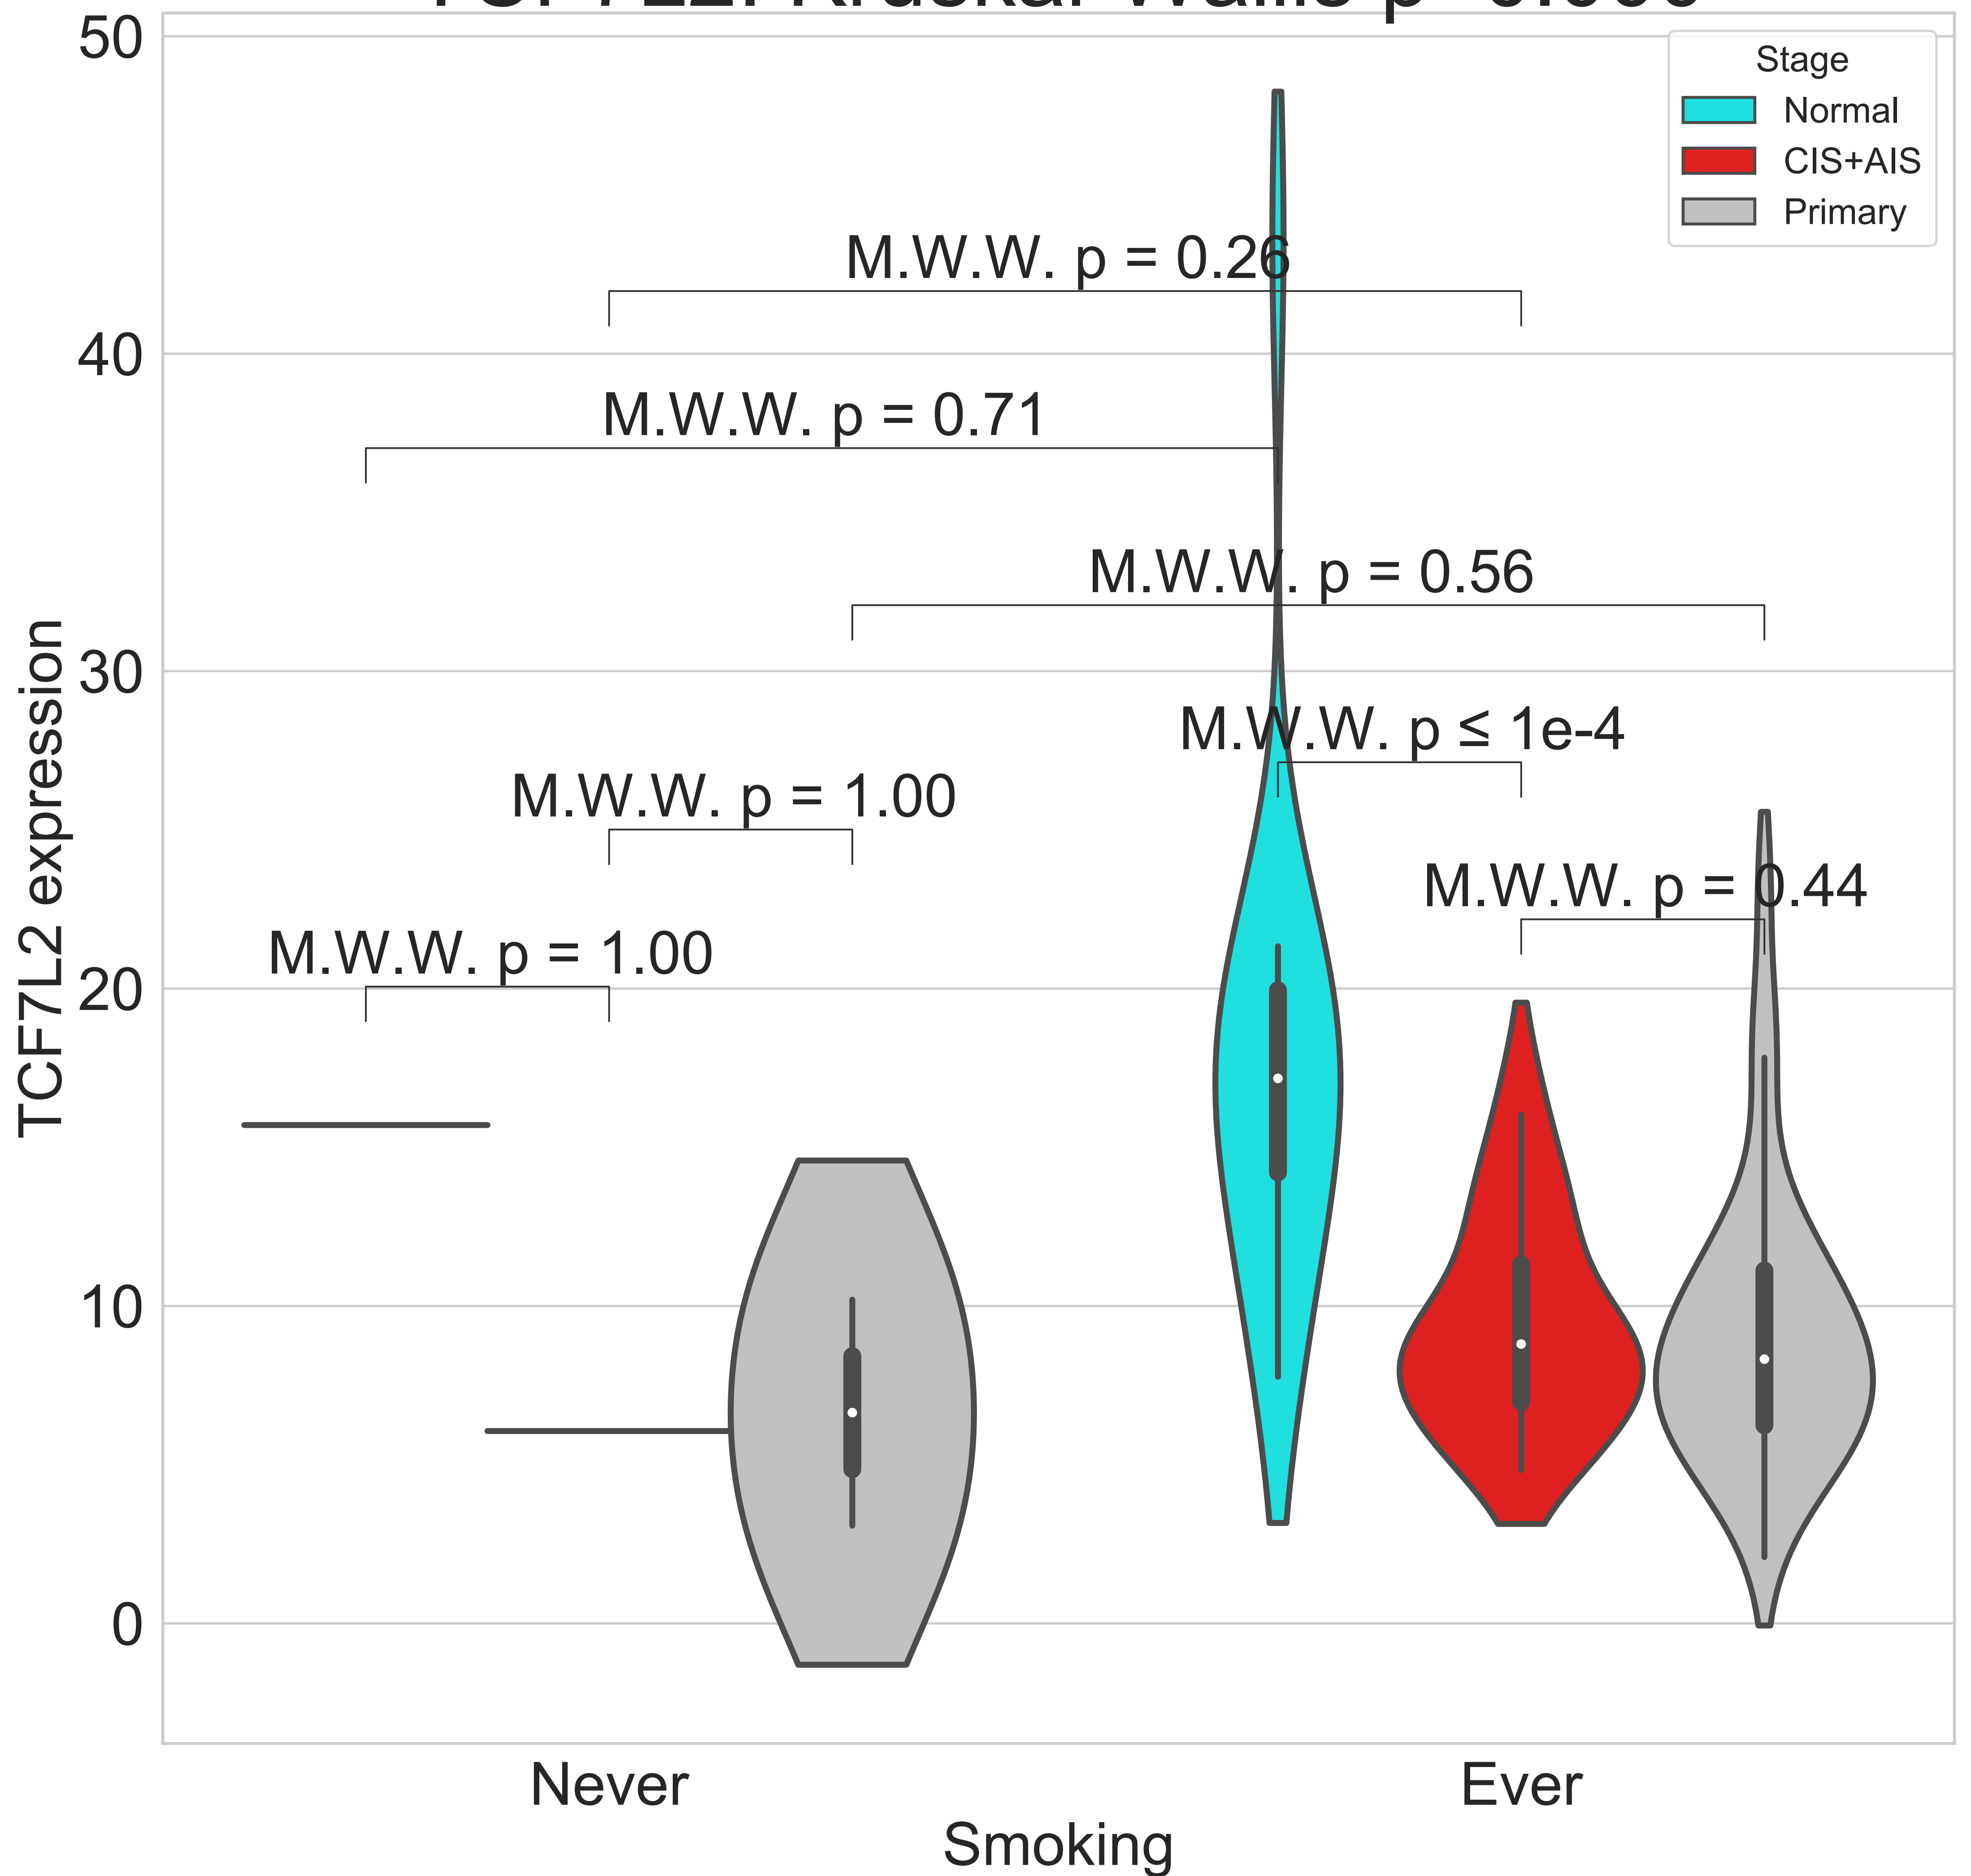 50
Stage
Normal
CIS+AIS
Primary
M.W.W. p = 0.26
40
M.W.W. p = 0.71
M.W.W. p = 0.56
30
M.W.W. p ≤ 1e-4
M.W.W. p = 1.00
M.W.W. p = 0.44
M.W.W. p = 1.00
20
TCF7L2 expression
10
0
Never
Ever
Smoking